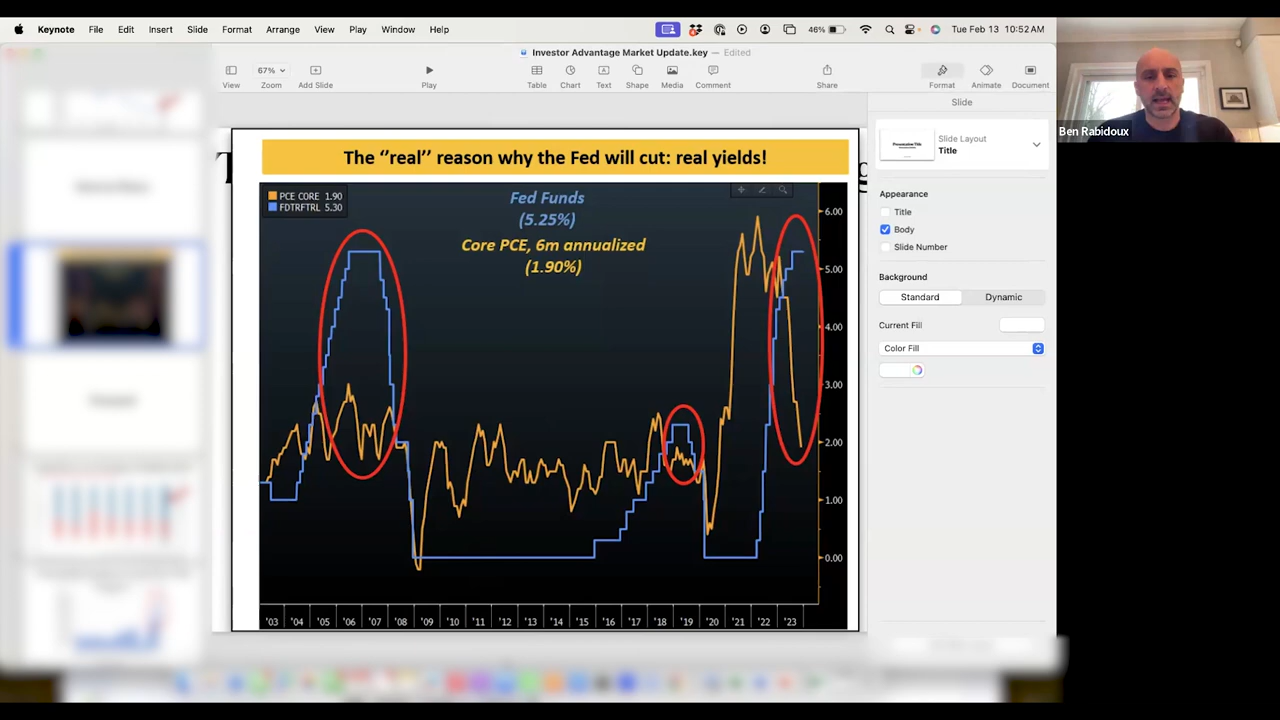 Keynote File Edit Insert Slide Format Arrange View Play Window Help 46% Tue Feb 13 10:52 AM
Investor Advantage Market Update.key — Edited
67%
View Zoom Add Slide Play Table Chart Text Shape Media Comment Share Format Animate Document
Slide
Slide Layout
Title
Appearance
Title
Body
Slide Number
Background
Standard Dynamic
Current Fill
Color Fill
Ben Rabidoux
The ‘’real’’ reason why the Fed will cut: real yields!
PCE CORE 1.90
FDTRFTRL 5.30
Fed Funds
(5.25%)
Core PCE, 6m annualized
(1.90%)
6.00
5.00
4.00
3.00
2.00
1.00
0.00
'03 '04 '05 '06 '07 '08 '09 '10 '11 '12 '13 '14 '15 '16 '17 '18 '19 '20 '21 '22 '23